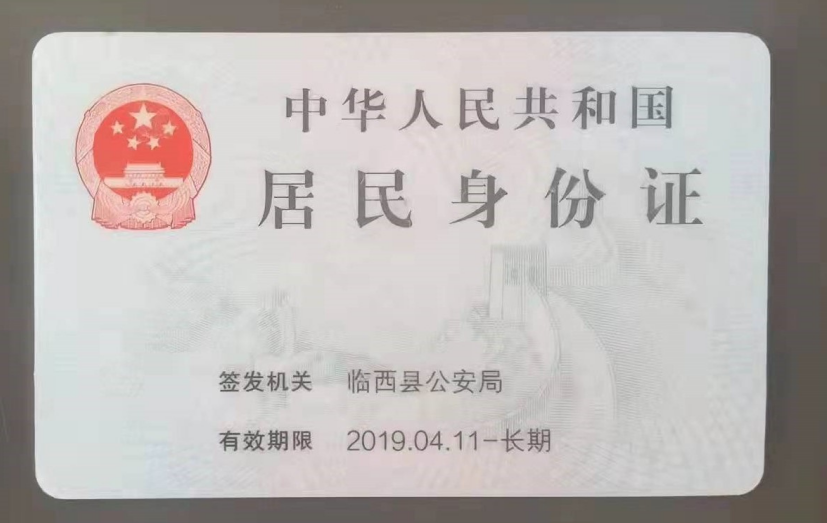 中华人民共和国
居民身份证
签发机关 临西县公安局
有效期限 2019.04.11-长期